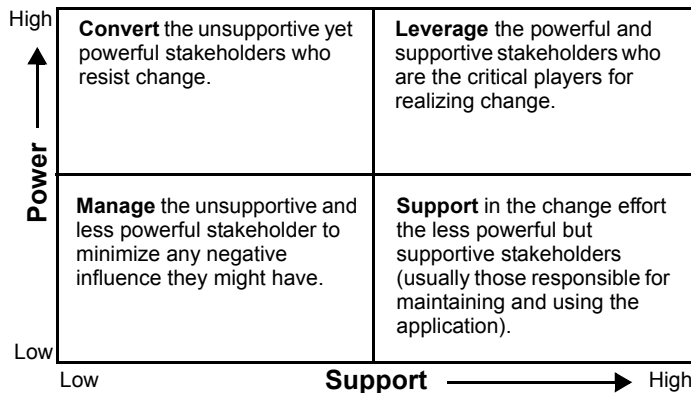 High
Convert the unsupportive yet
powerful stakeholders who
resist change.
Leverage the powerful and
supportive stakeholders who
are the critical players for
realizing change.
Power
Manage the unsupportive and
less powerful stakeholder to
minimize any negative
influence they might have.
Support in the change effort
the less powerful but
supportive stakeholders
(usually those responsible for
maintaining and using the
application).
Low
Low
Support
High